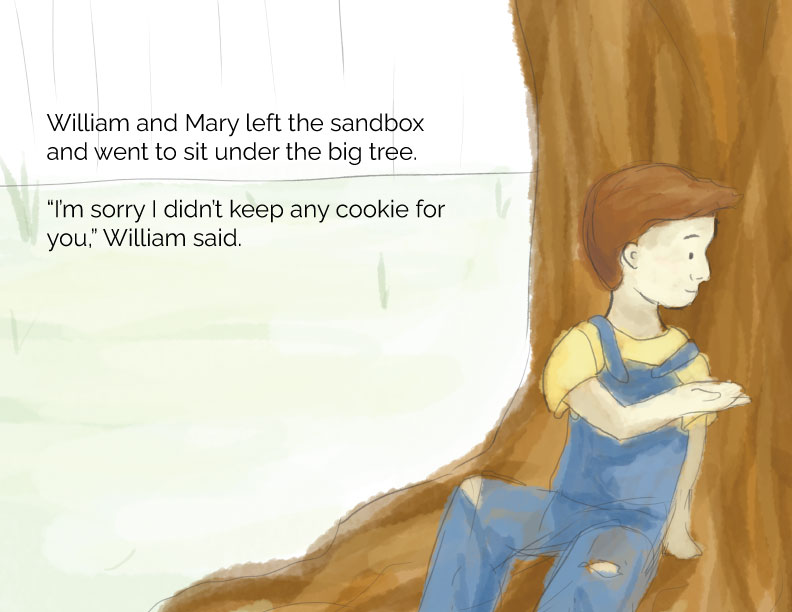 William and Mary left the sandbox
and went to sit under the big tree.
“I’m sorry I didn’t keep any cookie for
you,” William said.